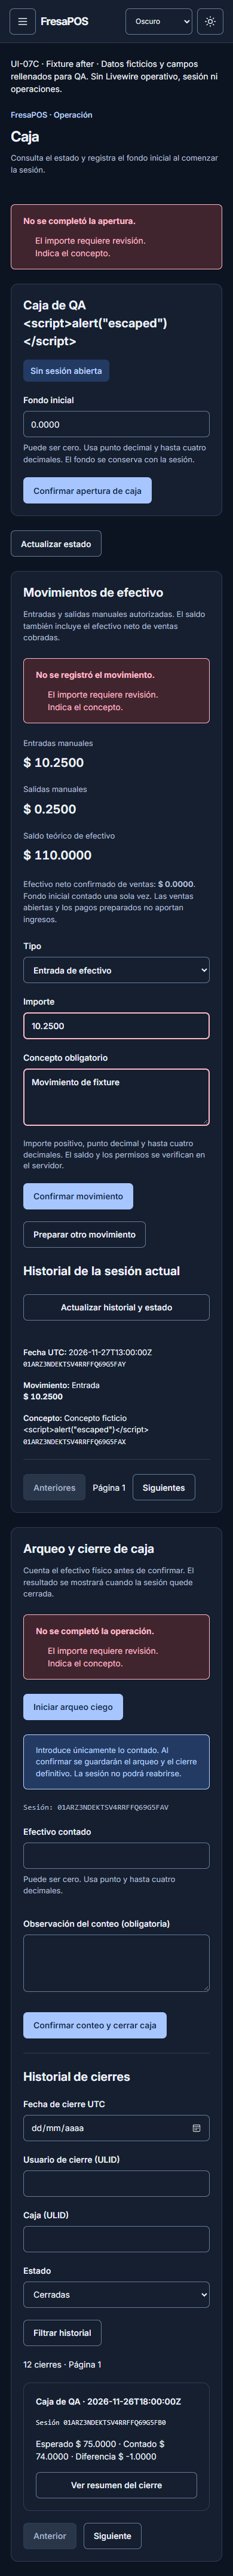 FresaPOS
Oscuro
UI-07C · Fixture after · Datos ficticios y campos
rellenados para QA. Sin Livewire operativo, sesión ni
operaciones.
FresaPOS · Operación
Caja
Consulta el estado y registra el fondo inicial al comenzar
la sesión.
No se completó la apertura.
El importe requiere revisión.
Indica el concepto.
Caja de QA
<script>alert("escaped")
</script>
Sin sesión abierta
Fondo inicial
0.0000
Puede ser cero. Usa punto decimal y hasta cuatro
decimales. El fondo se conserva con la sesión.
Confirmar apertura de caja
Actualizar estado
Movimientos de efectivo
Entradas y salidas manuales autorizadas. El saldo
también incluye el efectivo neto de ventas
cobradas.
No se registró el movimiento.
El importe requiere revisión.
Indica el concepto.
Entradas manuales
$ 10.2500
Salidas manuales
$ 0.2500
Saldo teórico de efectivo
$ 110.0000
Efectivo neto confirmado de ventas: $ 0.0000.
Fondo inicial contado una sola vez. Las ventas
abiertas y los pagos preparados no aportan
ingresos.
Tipo
Entrada de efectivo
Importe
10.2500
Concepto obligatorio
Movimiento de fixture
Importe positivo, punto decimal y hasta cuatro
decimales. El saldo y los permisos se verifican en
el servidor.
Confirmar movimiento
Preparar otro movimiento
Historial de la sesión actual
Actualizar historial y estado
Fecha UTC: 2026-11-27T13:00:00Z
01ARZ3NDEKTSV4RRFFQ69G5FAY
Movimiento: Entrada
$ 10.2500
Concepto: Concepto ficticio
<script>alert("escaped")</script>
01ARZ3NDEKTSV4RRFFQ69G5FAX
Anteriores
Página 1
Siguientes
Arqueo y cierre de caja
Cuenta el efectivo físico antes de confirmar. El
resultado se mostrará cuando la sesión quede
cerrada.
No se completó la operación.
El importe requiere revisión.
Indica el concepto.
Iniciar arqueo ciego
Introduce únicamente lo contado. Al
confirmar se guardarán el arqueo y el cierre
definitivo. La sesión no podrá reabrirse.
Sesión: 01ARZ3NDEKTSV4RRFFQ69G5FAV
Efectivo contado
Puede ser cero. Usa punto y hasta cuatro
decimales.
Observación del conteo (obligatoria)
Confirmar conteo y cerrar caja
Historial de cierres
Fecha de cierre UTC
dd/mm/aaaa
Usuario de cierre (ULID)
Caja (ULID)
Estado
Cerradas
Filtrar historial
12 cierres · Página 1
Caja de QA · 2026-11-26T18:00:00Z
Sesión 01ARZ3NDEKTSV4RRFFQ69G5FB0
Esperado $ 75.0000 · Contado $
74.0000 · Diferencia $ -1.0000
Ver resumen del cierre
Anterior
Siguiente